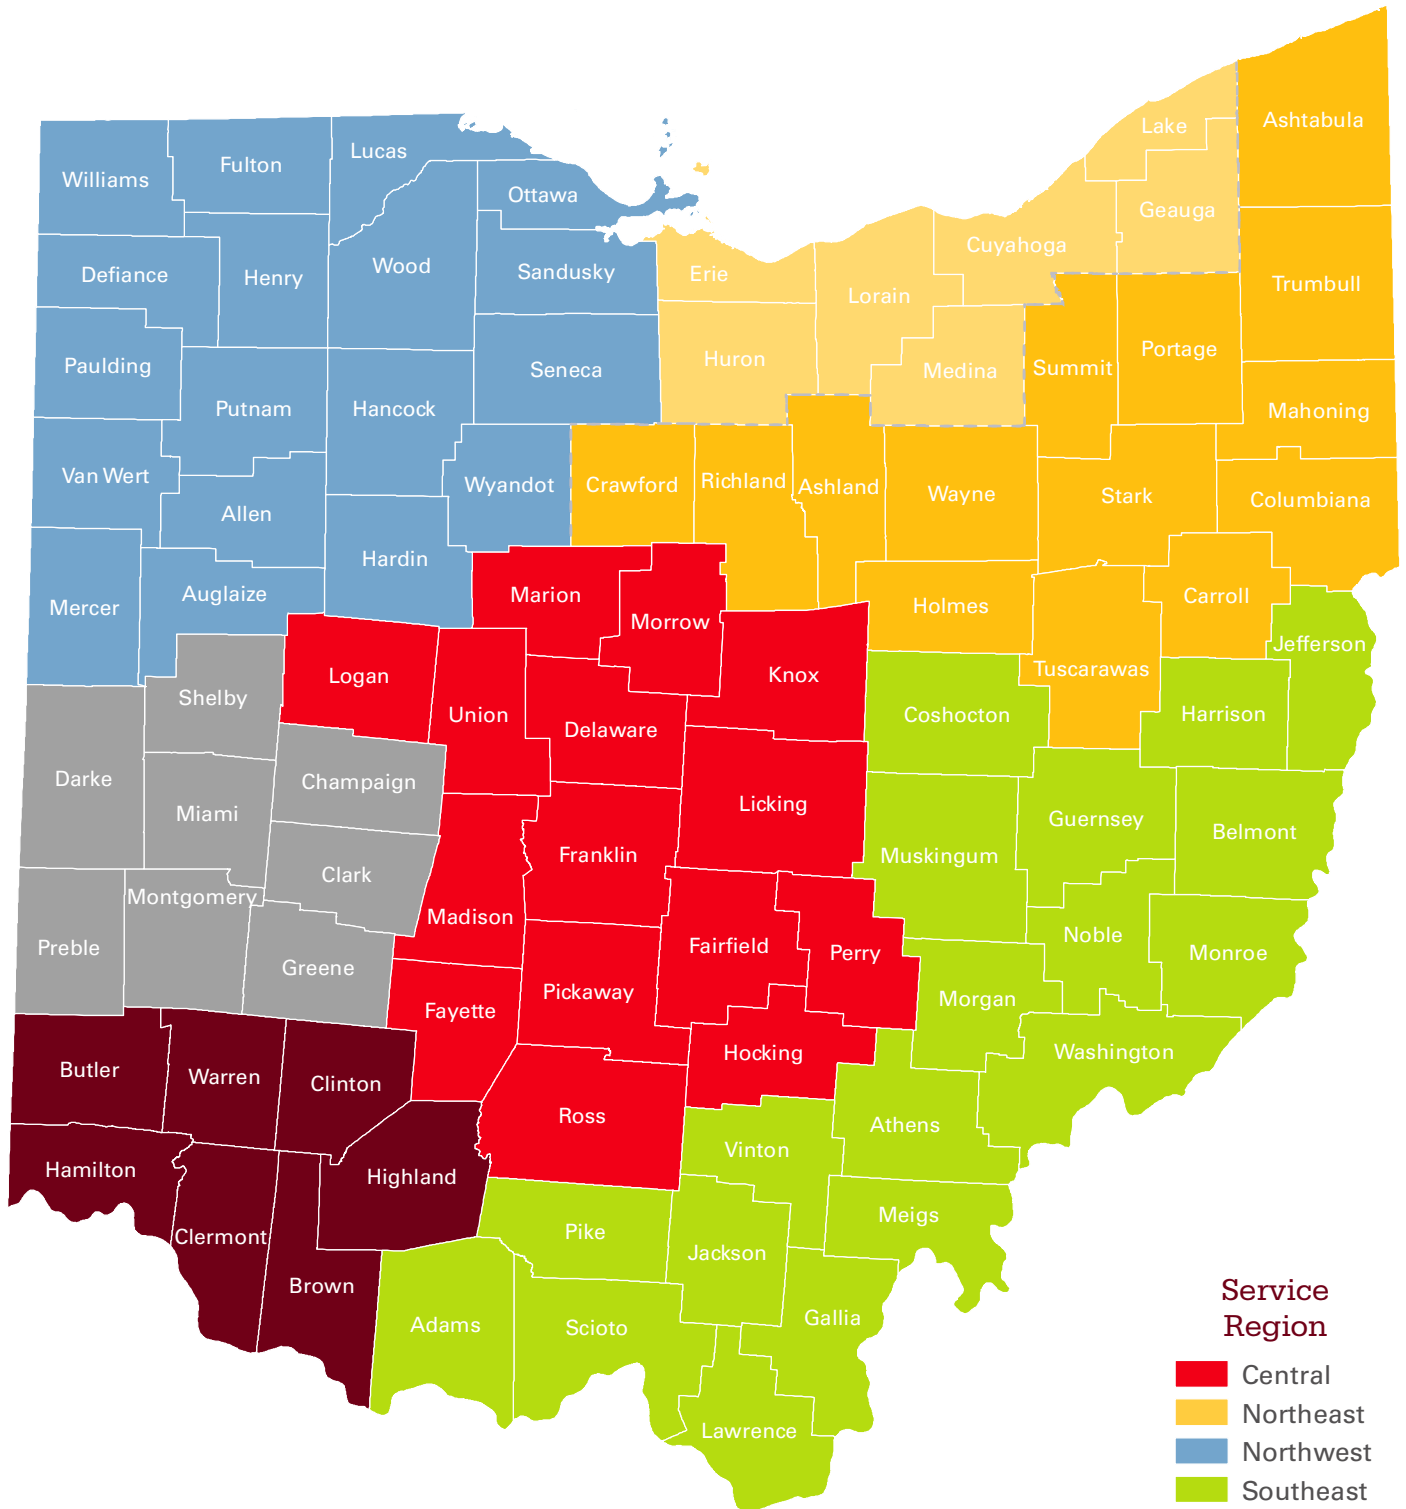 Lake
Ashtabula
Williams
Fulton
Lucas
Ottawa
Geauga
Cuyahoga
Defiance
Henry
Wood
Sandusky
Erie
Lorain
Trumbull
Paulding
Putnam
Hancock
Seneca
Huron
Medina
Summit
Portage
Mahoning
Van Wert
Allen
Wyandot
Crawford
Richland
Ashland
Wayne
Stark
Columbiana
Mercer
Auglaize
Hardin
Marion
Morrow
Holmes
Carroll
Jefferson
Shelby
Logan
Union
Delaware
Knox
Coshocton
Tuscarawas
Harrison
Darke
Miami
Champaign
Licking
Guernsey
Belmont
Franklin
Muskingum
Clark
Montgomery
Madison
Preble
Greene
Fairfield
Perry
Noble
Monroe
Fayette
Pickaway
Morgan
Hocking
Washington
Butler
Warren
Clinton
Ross
Athens
Vinton
Hamilton
Highland
Clermont
Pike
Jackson
Meigs
Brown
Adams
Scioto
Gallia
Lawrence
Service
Region
Central
Northeast
Northwest
Southeast